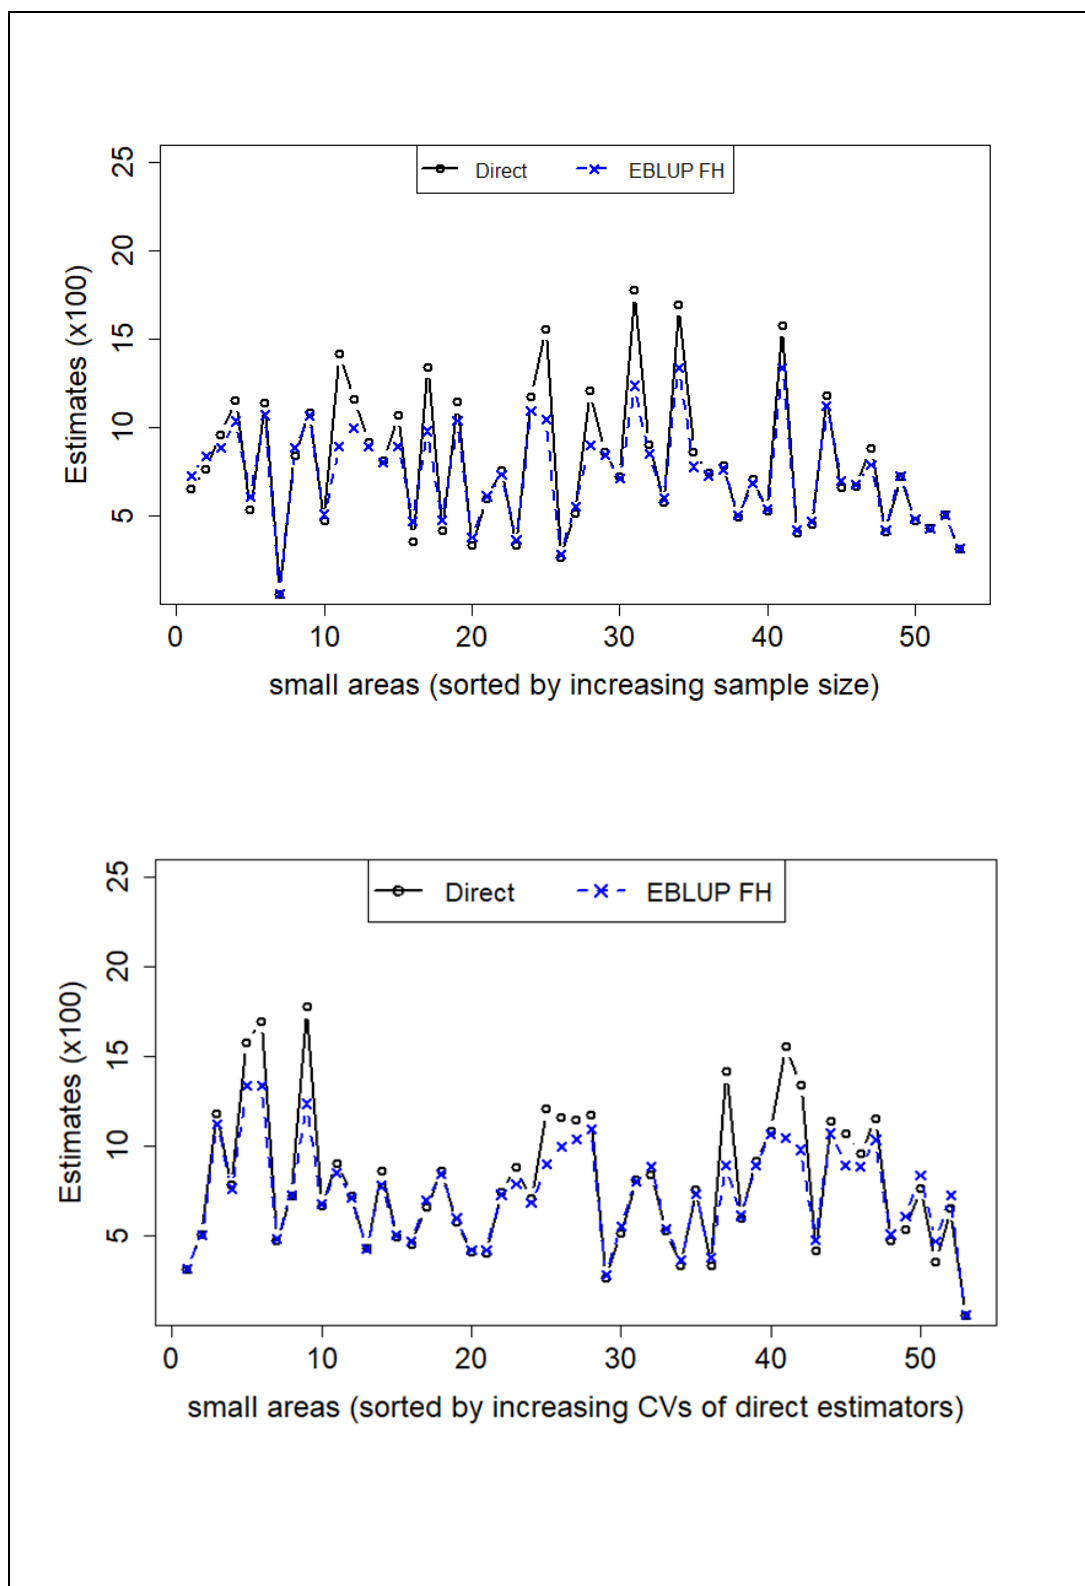 Direct EBLUP FH
Estimates (x100)
25
20
15
10
5
0 10 20 30 40 50
small areas (sorted by increasing sample size)
Direct EBLUP FH
Estimates (x100)
25
20
15
10
5
0 10 20 30 40 50
small areas (sorted by increasing CVs of direct estimators)